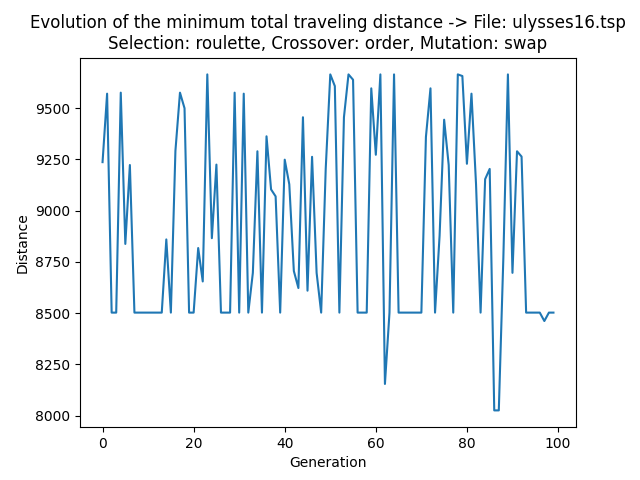 Evolution of the minimum total traveling distance -> File: ulysses16.tsp
Selection: roulette, Crossover: order, Mutation: swap
9500
9250
9000
8750
8500
8250
8000
Distance
0 20 40 60 80 100
Generation